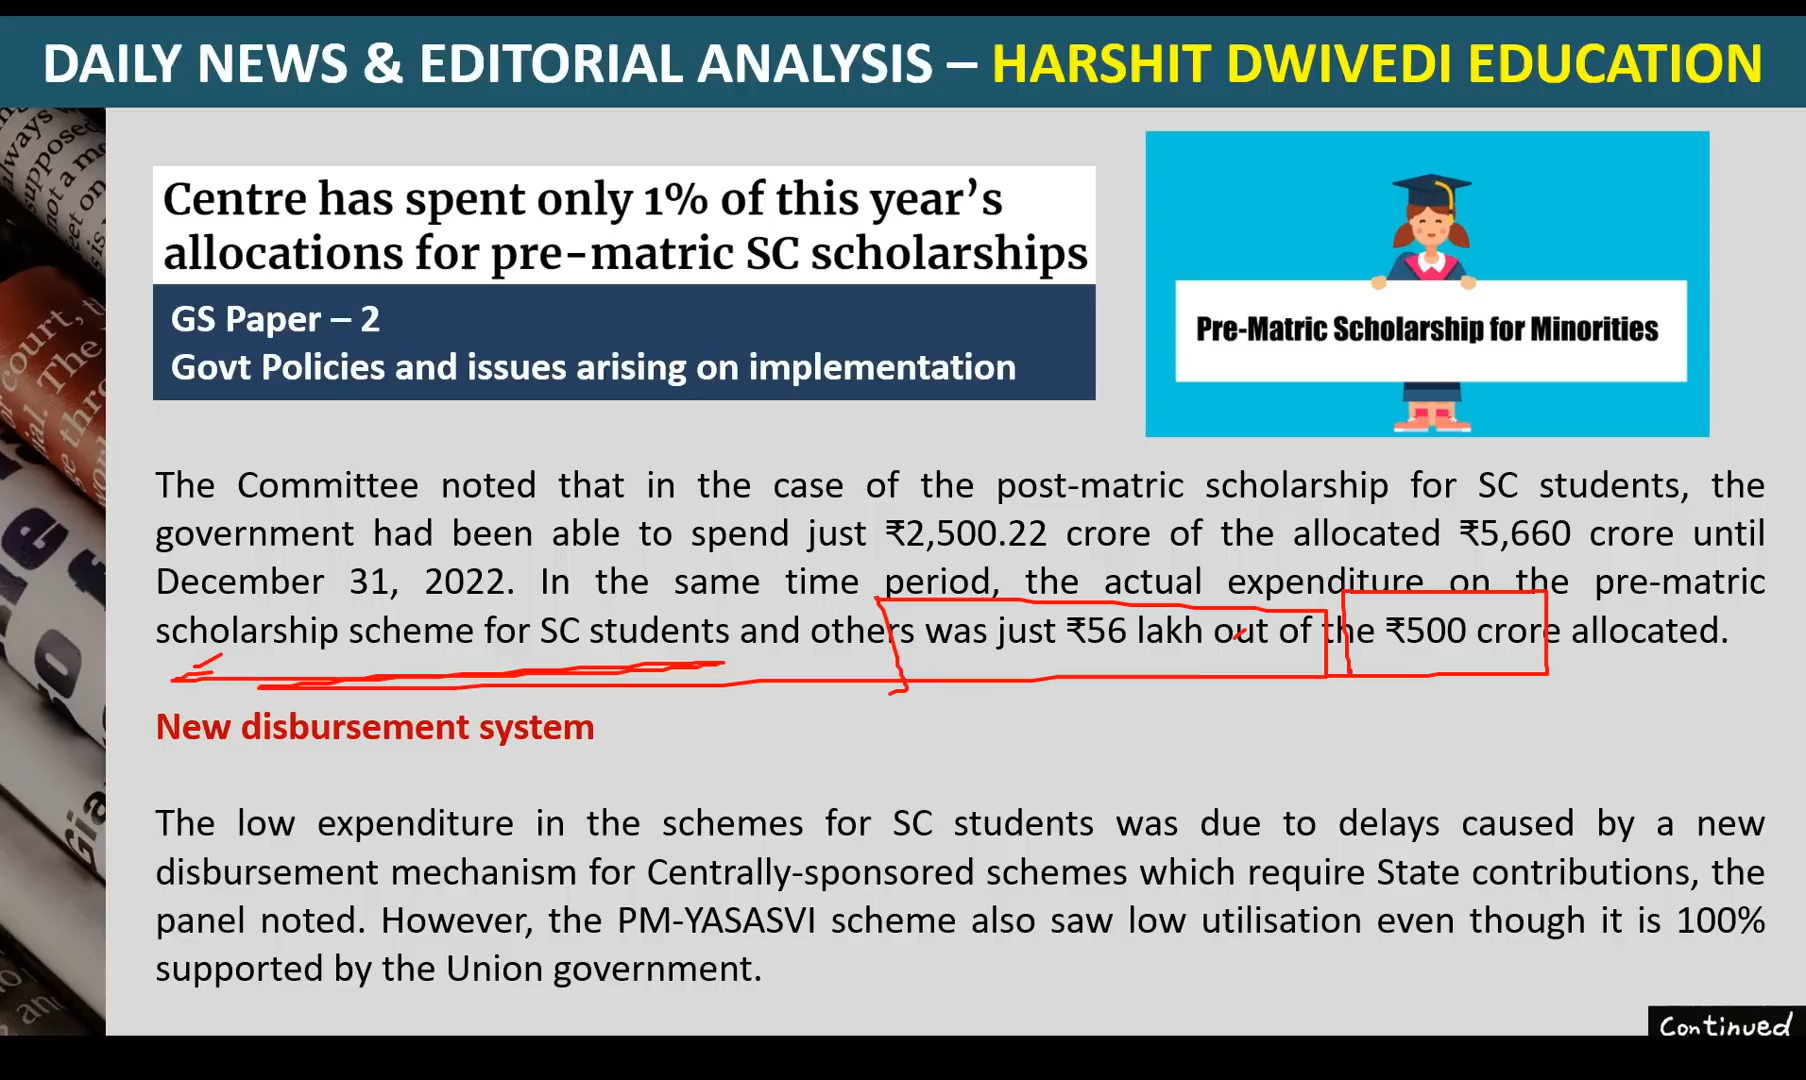 DAILY NEWS & EDITORIAL ANALYSIS – HARSHIT DWIVEDI EDUCATION
Centre has spent only 1% of this year’s
allocations for pre-matric SC scholarships
GS Paper – 2
Govt Policies and issues arising on implementation
Pre-Matric Scholarship for Minorities
The Committee noted that in the case of the post-matric scholarship for SC students, the
government had been able to spend just ₹2,500.22 crore of the allocated ₹5,660 crore until
December 31, 2022. In the same time period, the actual expenditure on the pre-matric
scholarship scheme for SC students and others was just ₹56 lakh out of the ₹500 crore allocated.
New disbursement system
The low expenditure in the schemes for SC students was due to delays caused by a new
disbursement mechanism for Centrally-sponsored schemes which require State contributions, the
panel noted. However, the PM-YASASVI scheme also saw low utilisation even though it is 100%
supported by the Union government.
Continued